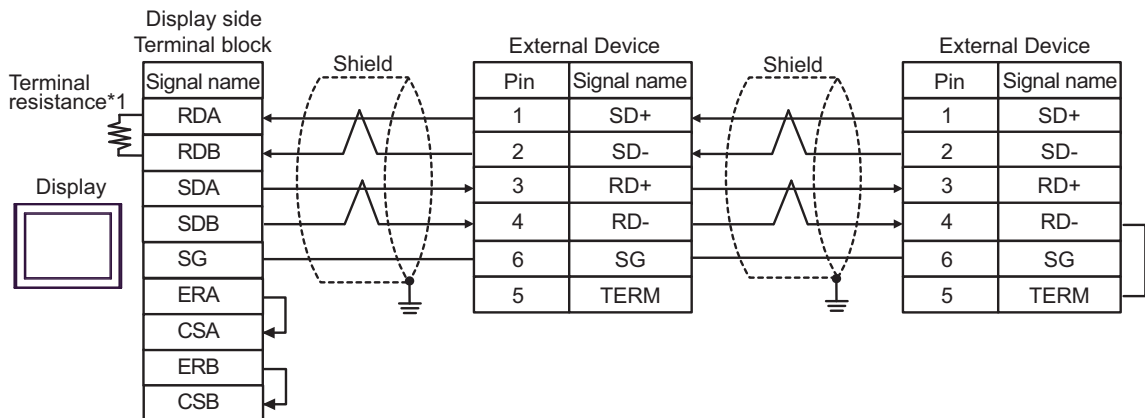 Display side
Terminal block
Shield
External Device
Shield
External Device
Terminal
resistance*1
Signal name
Pin Signal name
Pin Signal name
RDA
1 SD+
1 SD+
RDB
2 SD-
2 SD-
Display
SDA
3 RD+
3 RD+
SDB
4 RD-
4 RD-
SG
6 SG
6 SG
ERA
5 TERM
5 TERM
CSA
ERB
CSB